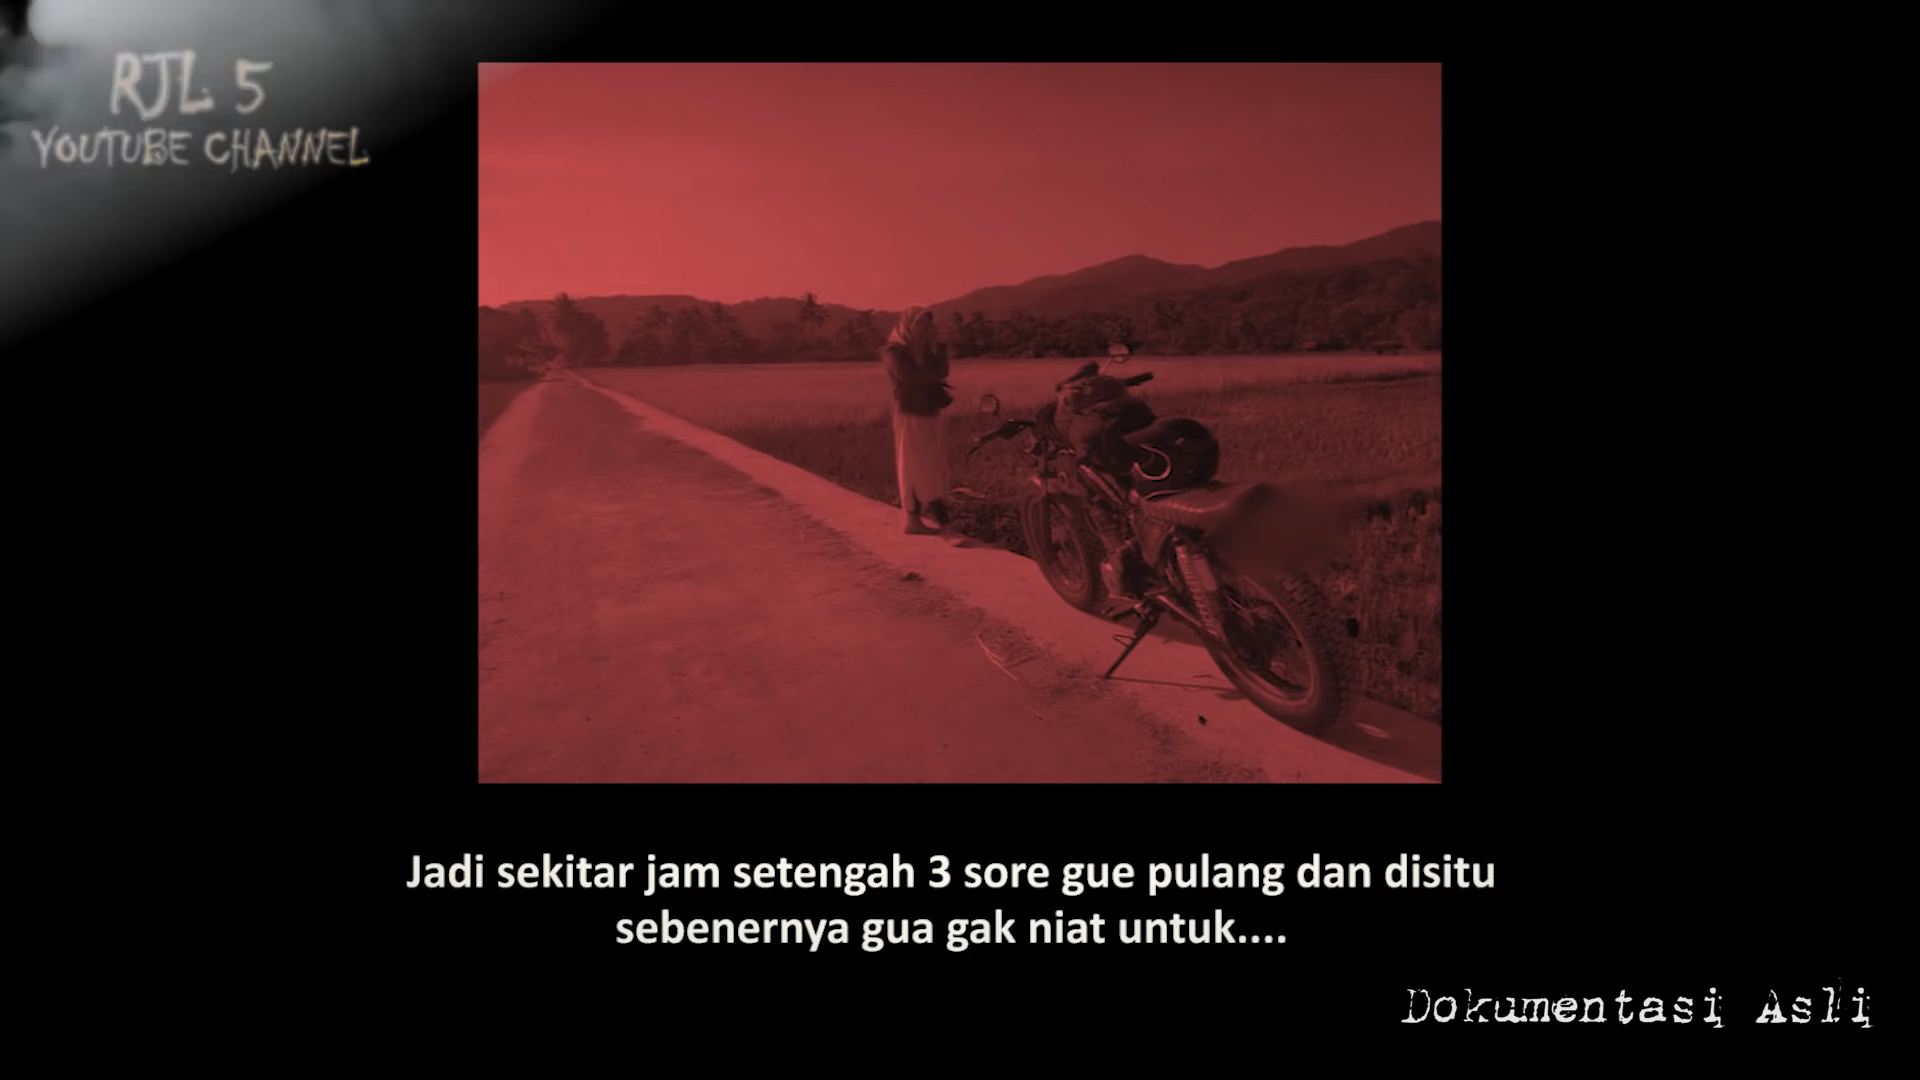 RJL 5
YOUTUBE CHANNEL
Jadi sekitar jam setengah 3 sore gue pulang dan disitu
sebenernya gua gak niat untuk....
Dokumentasi Asli